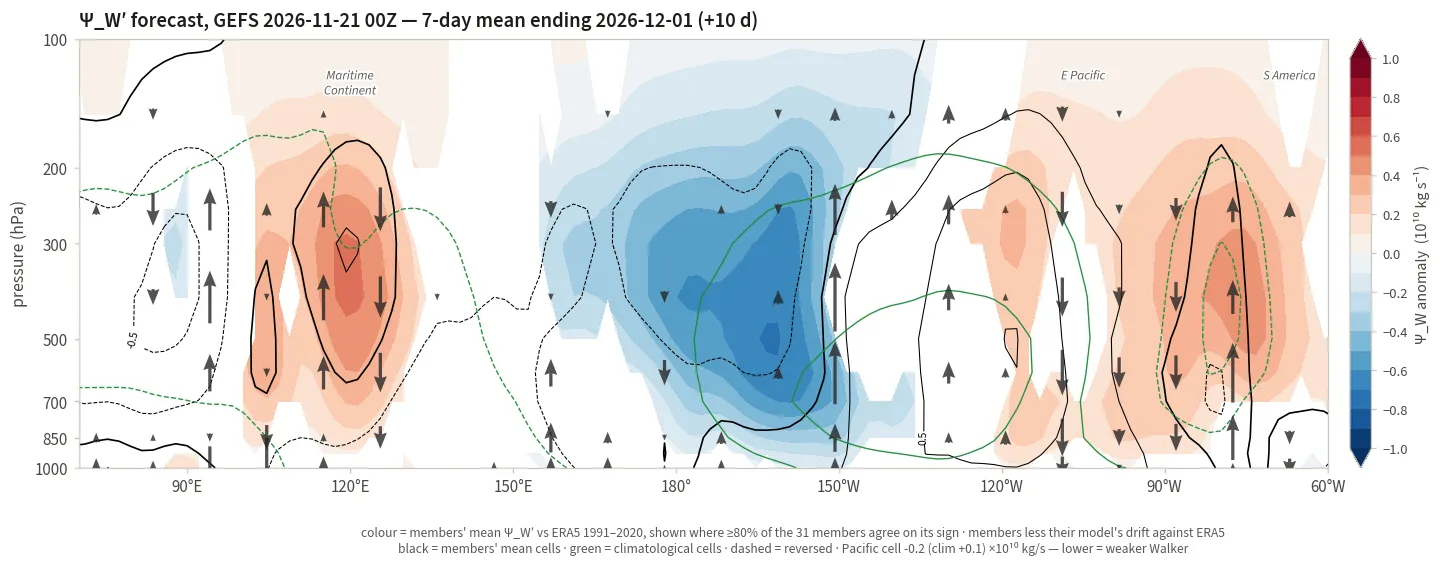 Ψ_W′ forecast, GEFS 2026-11-21 00Z — 7-day mean ending 2026-12-01 (+10 d)
Maritime
Continent
E Pacific
S America
100
200
300
400
500
700
850
1000
pressure (hPa)
90°E
120°E
150°E
180°
150°W
120°W
90°W
60°W
-0.5
0.5
1.0
0.8
0.6
0.4
0.2
0.0
−0.2
−0.4
−0.6
−0.8
−1.0
Ψ_W anomaly (10¹⁰ kg s⁻¹)
colour = members' mean Ψ_W′ vs ERA5 1991–2020, shown where ≥80% of the 31 members agree on its sign · members less their model's drift against ERA5
black = members' mean cells · green = climatological cells · dashed = reversed · Pacific cell -0.2 (clim +0.1) ×10¹⁰ kg/s — lower = weaker Walker